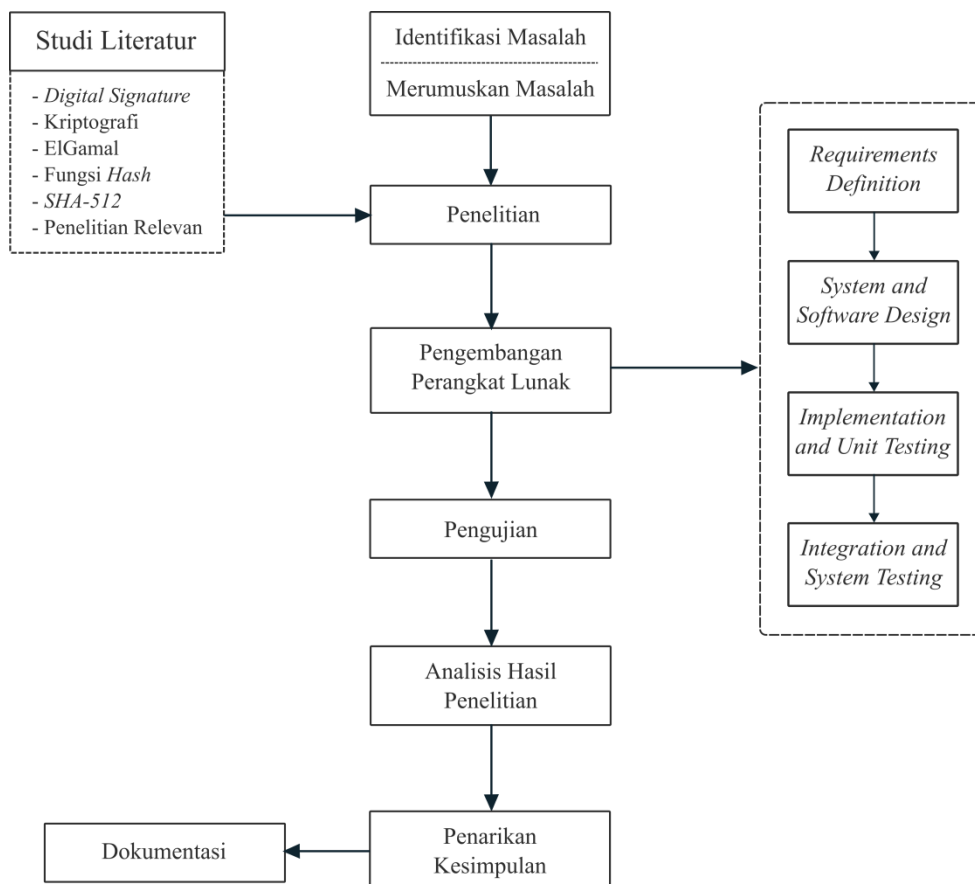 Studi Literatur
- Digital Signature
- Kriptografi
- ElGamal
- Fungsi Hash
- SHA-512
- Penelitian Relevan
Identifikasi Masalah
Merumuskan Masalah
Penelitian
Pengembangan
Perangkat Lunak
Requirements
Definition
System and
Software Design
Implementation
and Unit Testing
Integration and
System Testing
Pengujian
Analisis Hasil
Penelitian
Penarikan
Kesimpulan
Dokumentasi